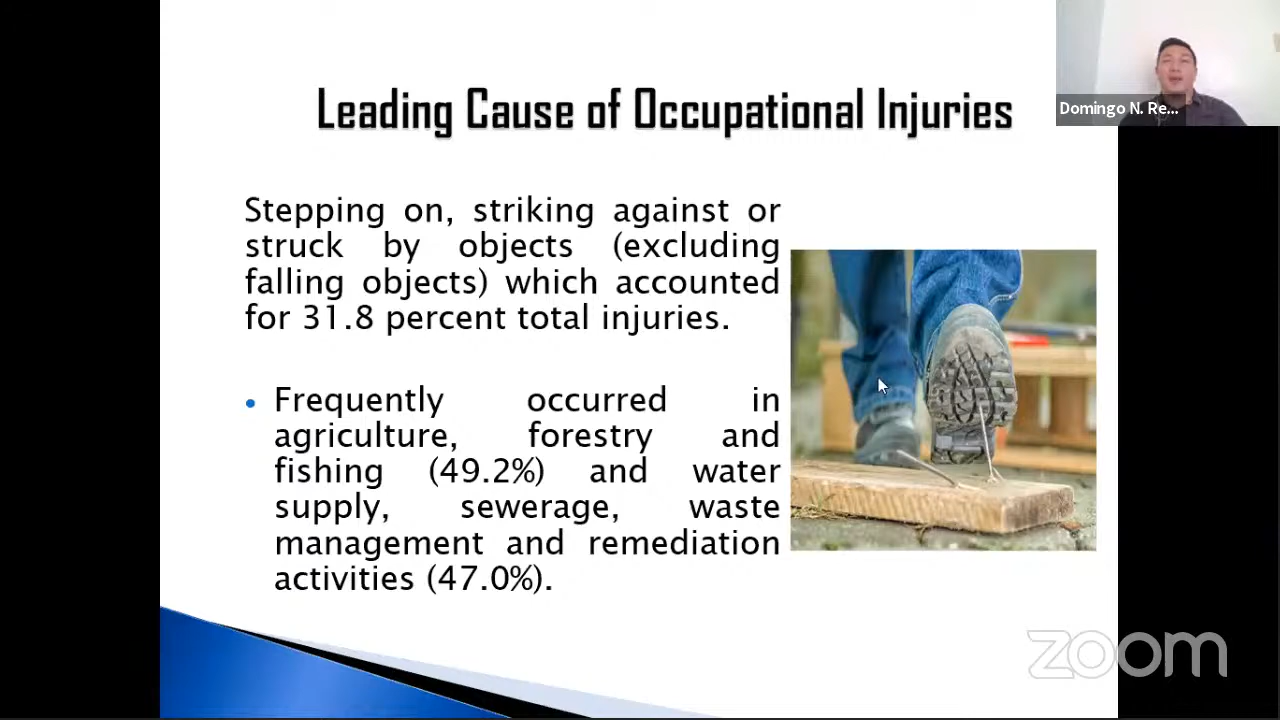 Leading Cause of Occupational Injuries
Domingo N. Re...
Stepping on, striking against or
struck by objects (excluding
falling objects) which accounted
for 31.8 percent total injuries.
• Frequently occurred in
agriculture, forestry and
fishing (49.2%) and water
supply, sewerage, waste
management and remediation
activities (47.0%).
zoom